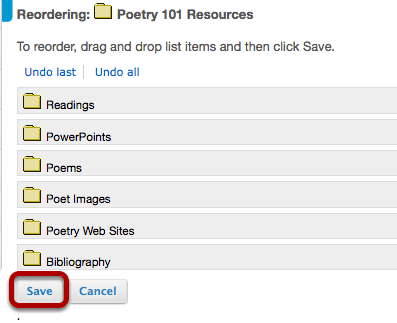 Reordering: Poetry 101 Resources
To reorder, drag and drop list items and then click Save.
Undo last Undo all
Readings
PowerPoints
Poems
Poet Images
Poetry Web Sites
Bibliography
Save Cancel